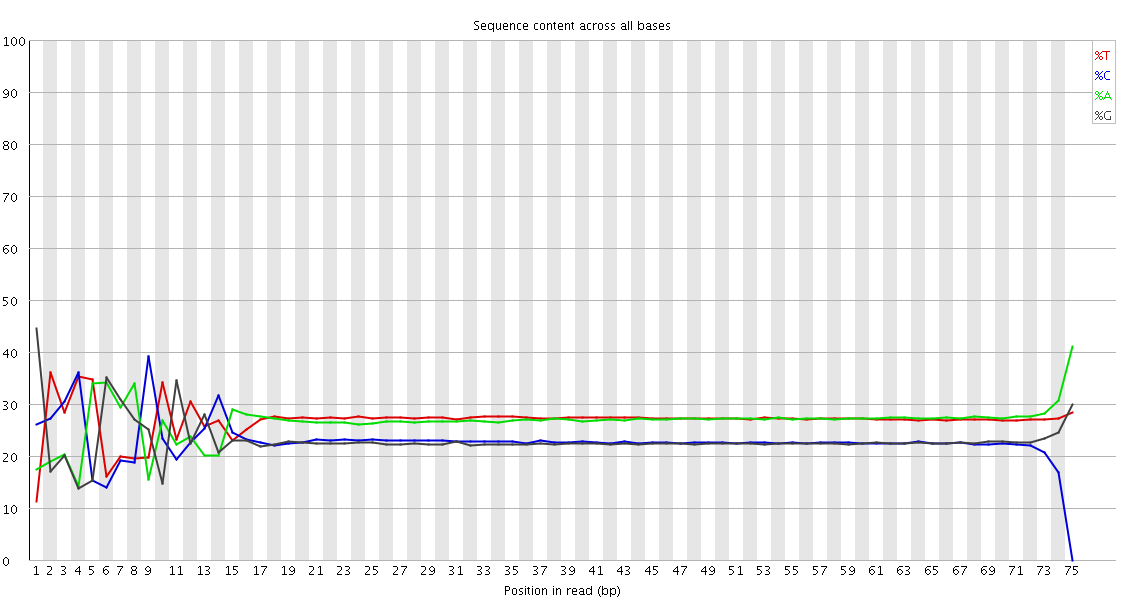 Sequence content across all bases
100
90
80
70
60
50
40
30
20
10
0
%T
%C
%A
%G
1 2 3 4 5 6 7 8 9 11 13 15 17 19 21 23 25 27 29 31 33 35 37 39 41 43 45 47 49 51 53 55 57 59 61 63 65 67 69 71 73 75
Position in read (bp)